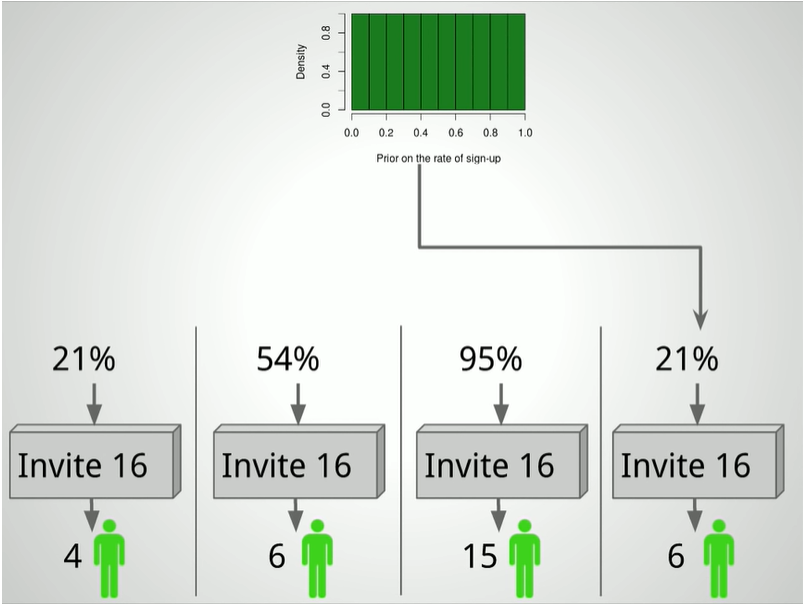 Density
0.8
0.4
0.0
0.0 0.2 0.4 0.6 0.8 1.0
Prior on the rate of sign-up
21% 54% 95% 21%
Invite 16 Invite 16 Invite 16 Invite 16
4 6 15 6